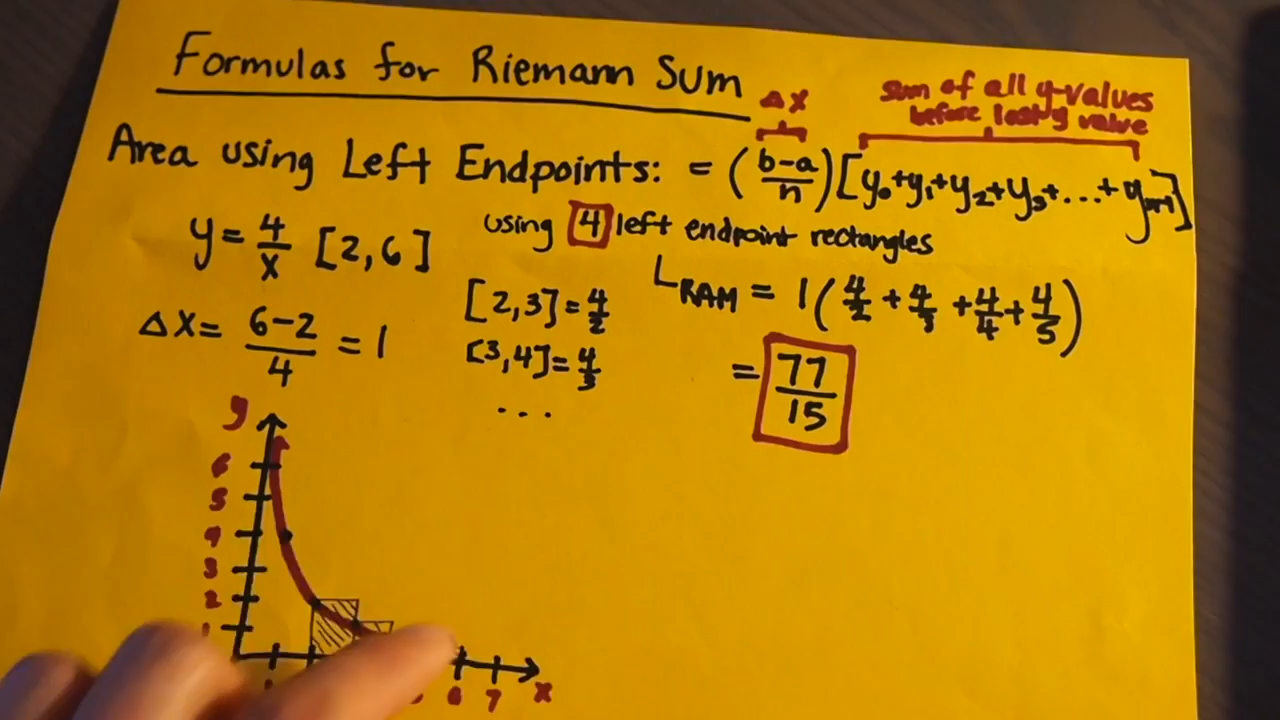 Formulas for Riemann Sum
Δx
sum of all y-values
before last y value
Area using Left Endpoints: = (b-a/n)[y₀+y₁+y₂+y₃+...+yₙ₋₁]
using 4 left endpoint rectangles
y = 4/x [2,6]
L_RAM = 1(4/2 + 4/3 + 4/4 + 4/5)
Δx = 6-2/4 = 1
[2,3] = 4/2
[3,4] = 4/3
...
= 77/15
y
6
5
4
3
2
1
6 7 x